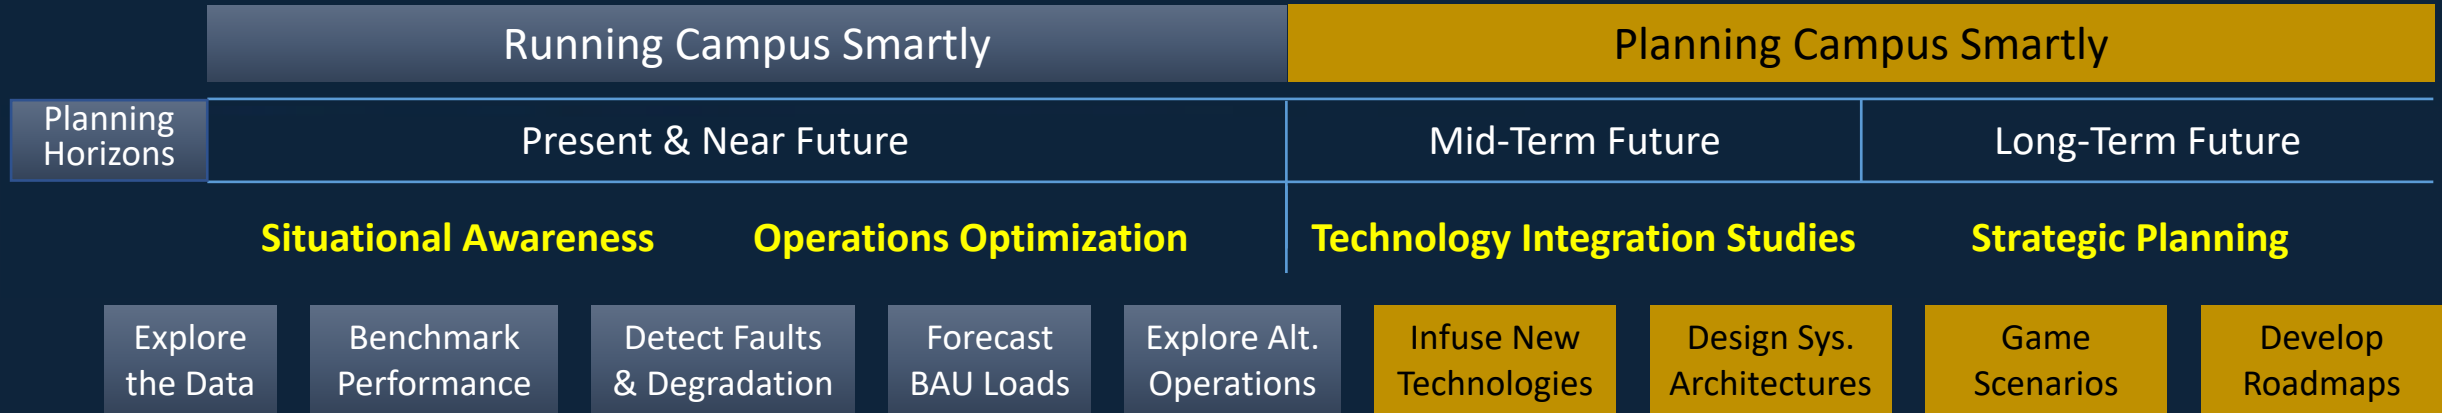 Running Campus Smartly
Planning Campus Smartly
Planning
Horizons
Present & Near Future
Mid-Term Future
Long-Term Future
Situational Awareness
Operations Optimization
Technology Integration Studies
Strategic Planning
Explore
the Data
Benchmark
Performance
Detect Faults
& Degradation
Forecast
BAU Loads
Explore Alt.
Operations
Infuse New
Technologies
Design Sys.
Architectures
Game
Scenarios
Develop
Roadmaps